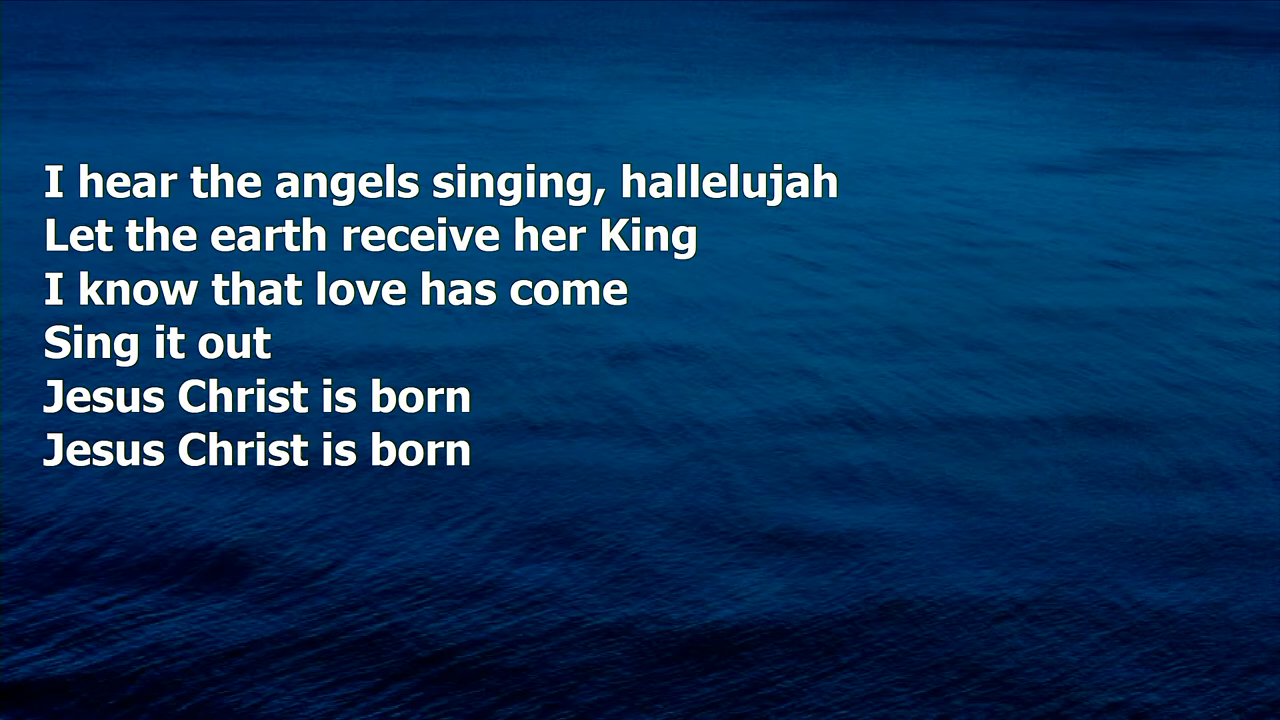 I hear the angels singing, hallelujah
Let the earth receive her King
I know that love has come
Sing it out
Jesus Christ is born
Jesus Christ is born